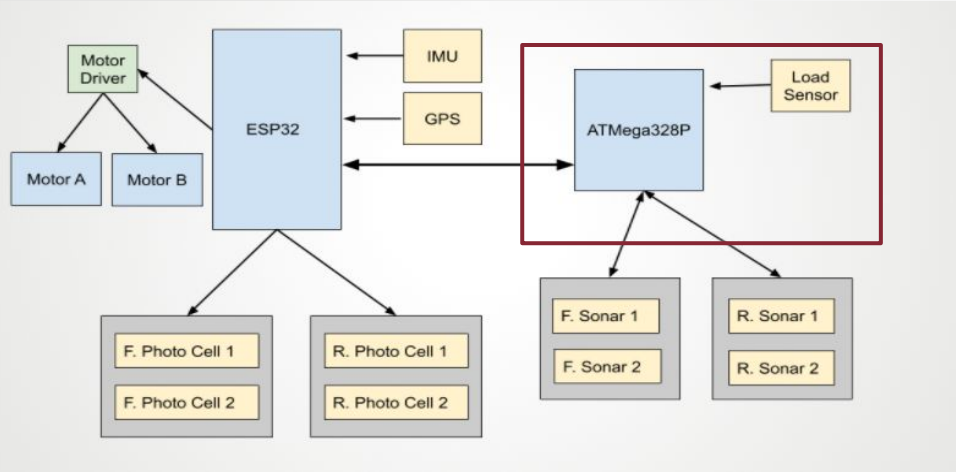 Motor
Driver
ESP32
IMU
GPS
Load
Sensor
ATMega328P
Motor A
Motor B
F. Photo Cell 1
F. Photo Cell 2
R. Photo Cell 1
R. Photo Cell 2
F. Sonar 1
F. Sonar 2
R. Sonar 1
R. Sonar 2